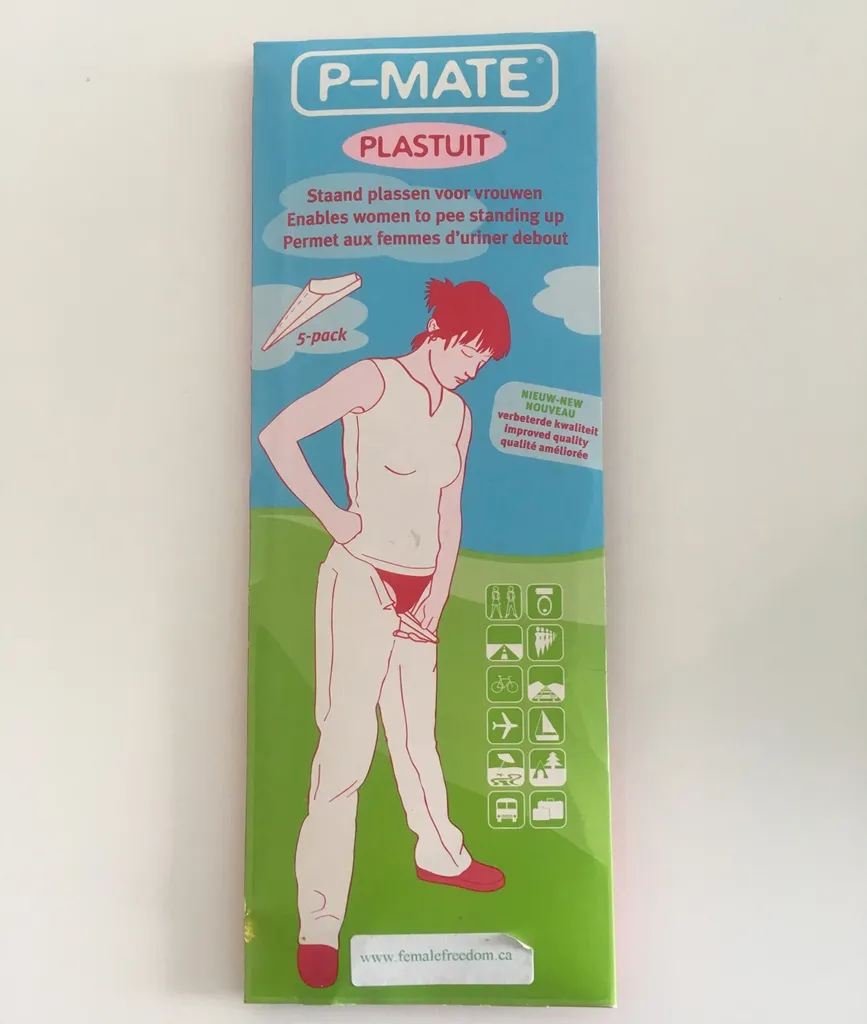 P-MATE®
PLASTUIT
Staand plassen voor vrouwen
Enables women to pee standing up
Permet aux femmes d'uriner debout
5-pack
NIEUW-NEW
NOUVEAU
verbeterde kwaliteit
improved quality
qualité améliorée
www.femalefreedom.ca